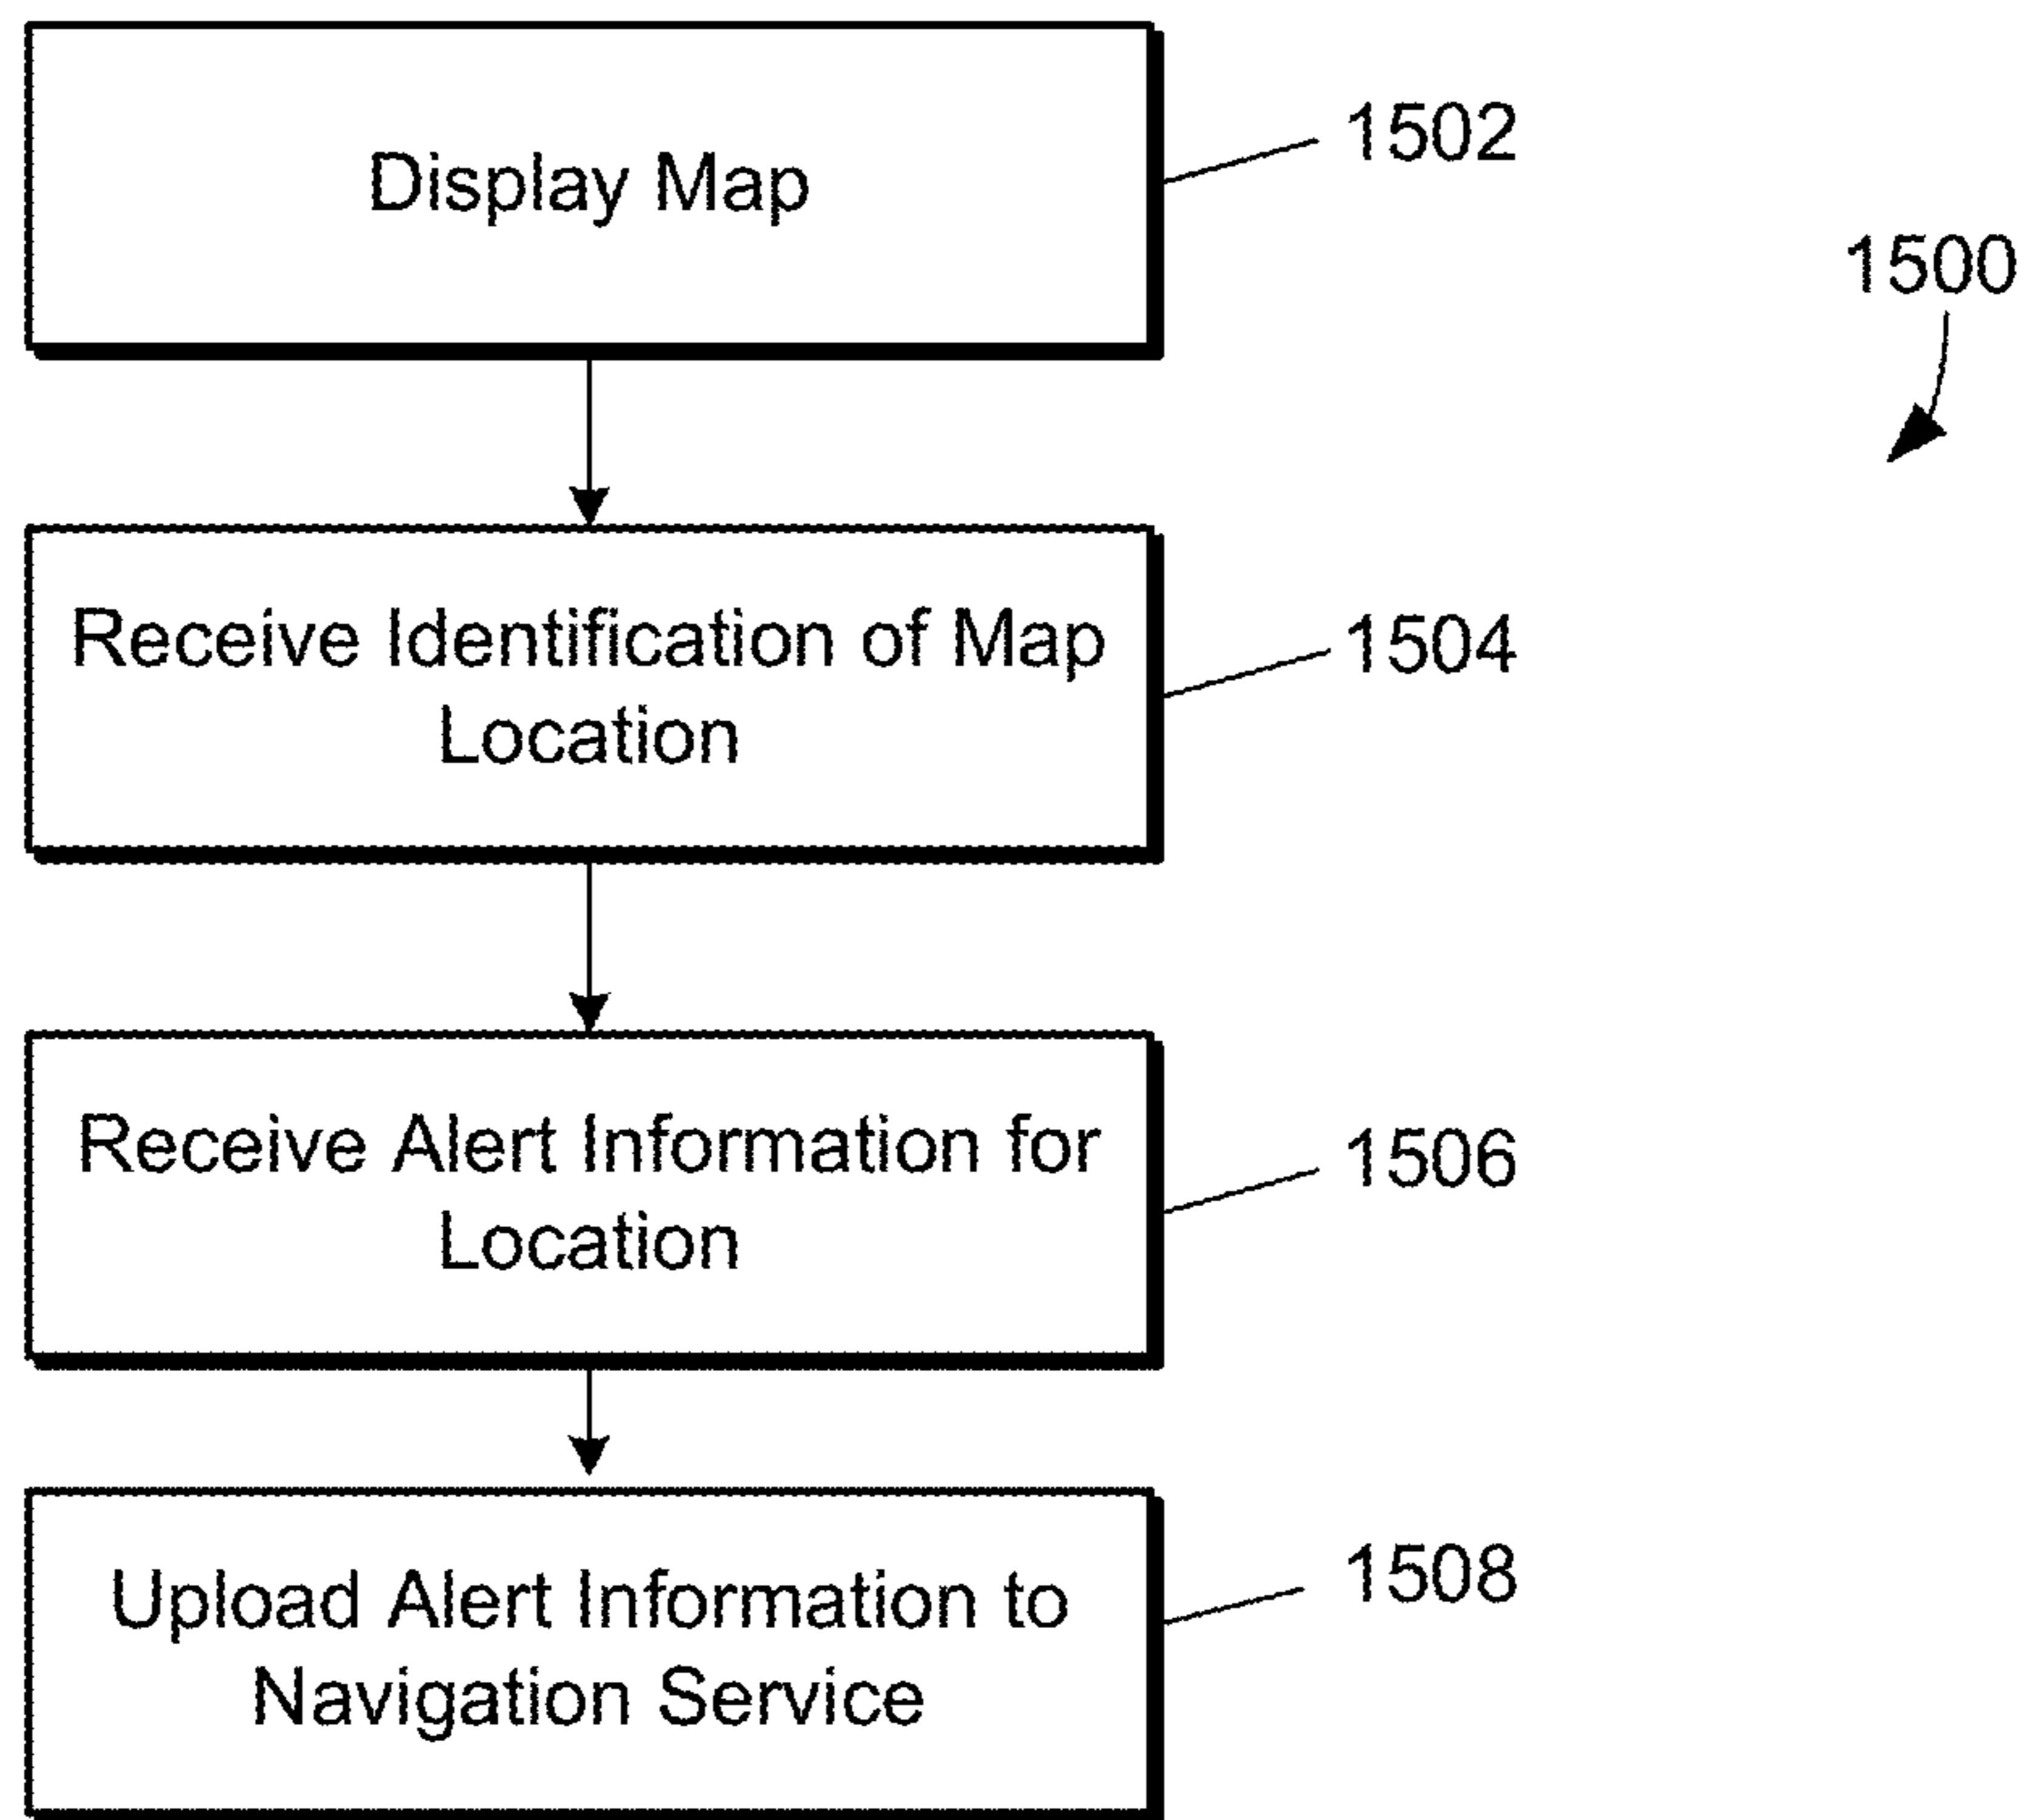 Display Map
1502
1500
Receive Identification of Map
Location
1504
Receive Alert Information for
Location
1506
Upload Alert Information to
Navigation Service
1508